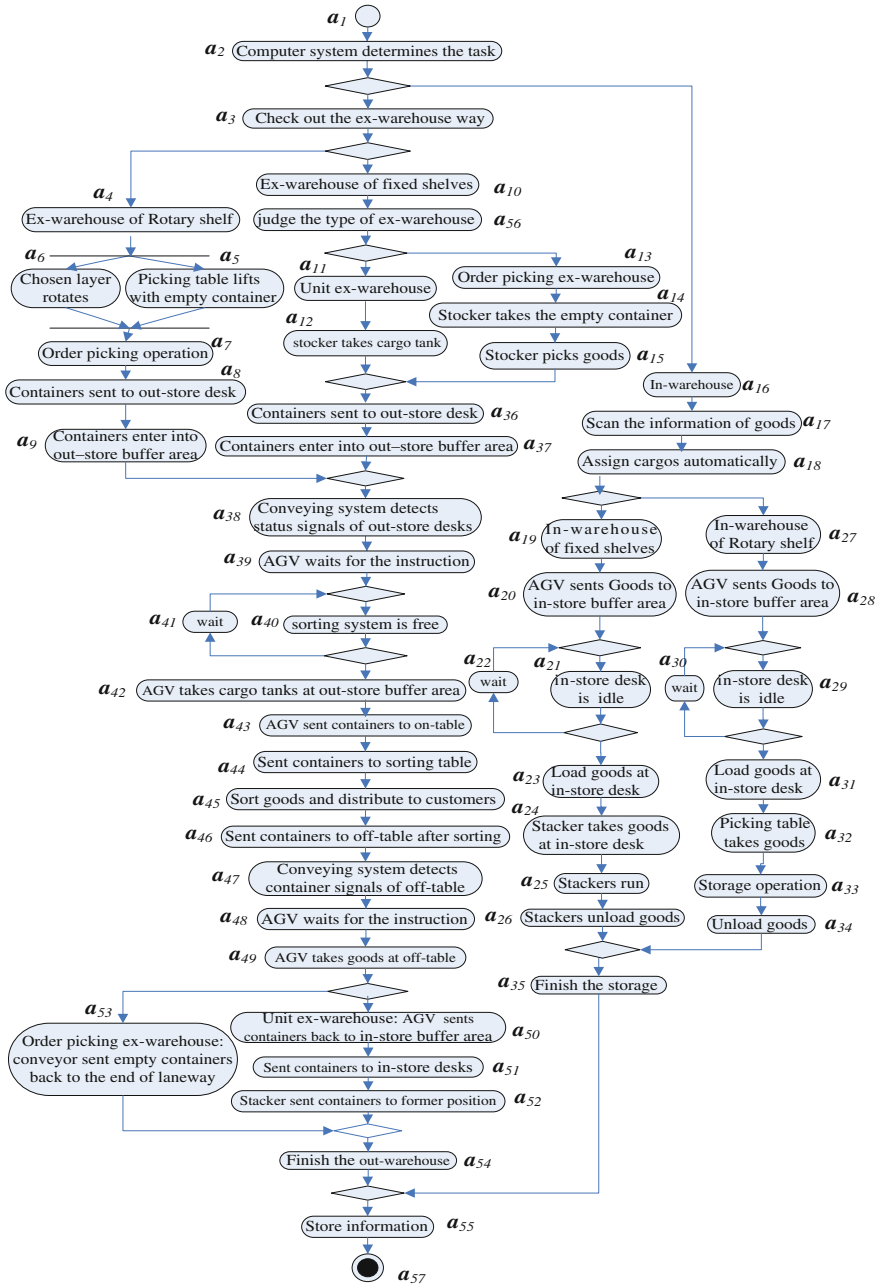 a1
a2 Computer system determines the task
a3 Check out the ex-warehouse way
a4
Ex-warehouse of Rotary shelf
a6 a5
Chosen layer
rotates
Picking table lifts
with empty container
Order picking operation a7
a8
Containers sent to out-store desk
a9 Containers enter into
out–store buffer area
Ex-warehouse of fixed shelves a10
judge the type of ex-warehouse a56
a11
Unit ex-warehouse
a12
stocker takes cargo tank
a13
Order picking ex-warehouse
a14
Stocker takes the empty container
Stocker picks goods a15
Containers sent to out-store desk a36
Containers enter into out–store buffer area a37
a38 Conveying system detects
status signals of out-store desks
a39 AGV waits for the instruction
a41 wait
a40 sorting system is free
a42 AGV takes cargo tanks at out-store buffer area
a43 AGV sent containers to on-table
a44 Sent containers to sorting table
a45 Sort goods and distribute to customers
a46 Sent containers to off-table after sorting
a47 Conveying system detects
container signals of off-table
a48 AGV waits for the instruction
a49 AGV takes goods at off-table
a53
Order picking ex-warehouse:
conveyor sent empty containers
back to the end of laneway
Unit ex-warehouse: AGV sents
containers back to in-store buffer area a50
Sent containers to in-store desks a51
Stacker sent containers to former position a52
Finish the out-warehouse a54
In-warehouse a16
Scan the information of goods a17
Assign cargos automatically a18
a19 In-warehouse
of fixed shelves
a20 AGV sents Goods to
in-store buffer area
a22 wait
a21
in-store desk
is idle
a23 Load goods at
in-store desk
a24
Stacker takes goods
at in-store desk
a25 Stackers run
a26 Stackers unload goods
In-warehouse
of Rotary shelf a27
AGV sents Goods to
in-store buffer area a28
a30
wait
in-store desk
is idle a29
Load goods at
in-store desk a31
Picking table
takes goods a32
Storage operation a33
Unload goods a34
a35 Finish the storage
Store information a55
a57